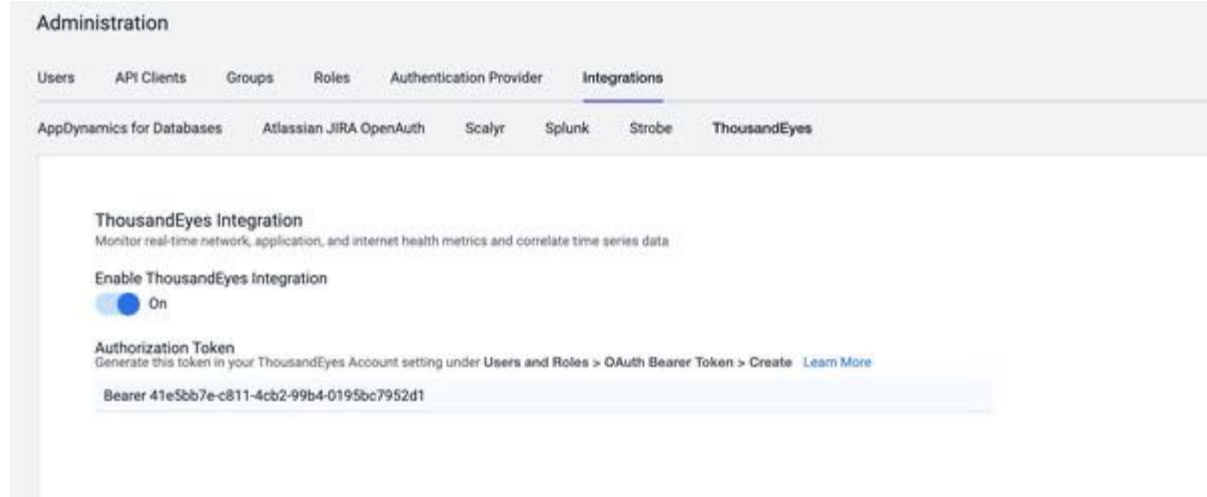 Administration
Users API Clients Groups Roles Authentication Provider Integrations
AppDynamics for Databases Atlassian JIRA OpenAuth Scalyr Splunk Strobe ThousandEyes
ThousandEyes Integration
Monitor real-time network, application, and internet health metrics and correlate time series data
Enable ThousandEyes Integration
On
Authorization Token
Generate this token in your ThousandEyes Account setting under Users and Roles > OAuth Bearer Token > Create Learn More
Bearer 41e5bb7e-c811-4cb2-99b4-0195bc7952d1